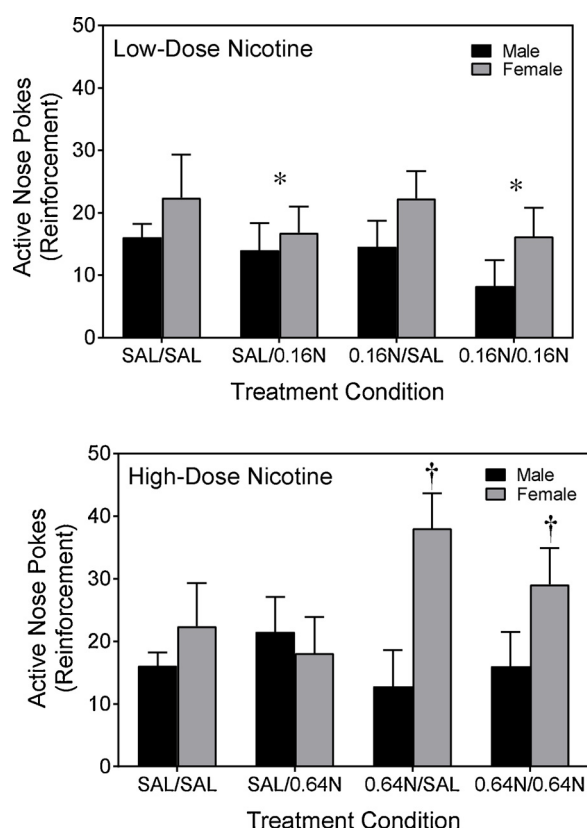 Active Nose Pokes
(Reinforcement)
50
40
30
20
10
0
Low-Dose Nicotine
Male
Female
*
*
SAL/SAL
SAL/0.16N
0.16N/SAL
0.16N/0.16N
Treatment Condition
Active Nose Pokes
(Reinforcement)
50
40
30
20
10
0
High-Dose Nicotine
Male
Female
†
†
SAL/SAL
SAL/0.64N
0.64N/SAL
0.64N/0.64N
Treatment Condition